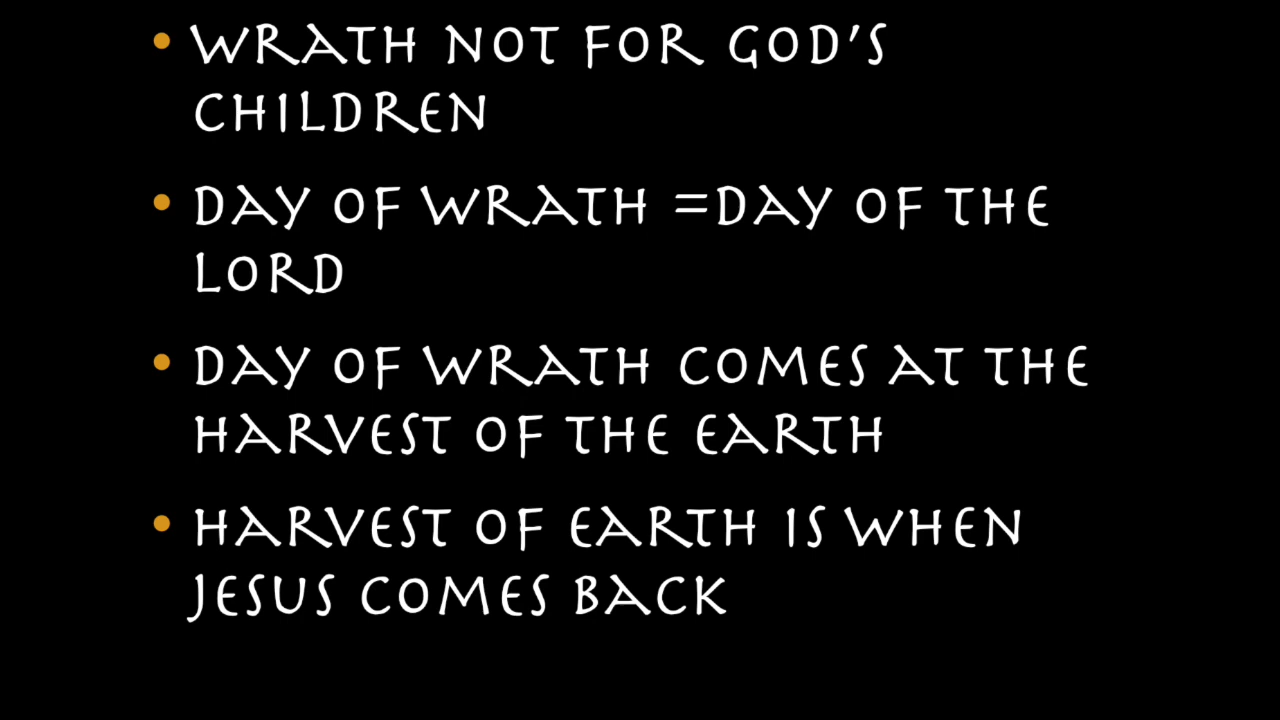 • WRATH NOT FOR GOD'S
CHILDREN
• DAY OF WRATH =DAY OF THE
LORD
• DAY OF WRATH COMES AT THE
HARVEST OF THE EARTH
• HARVEST OF EARTH IS WHEN
JESUS COMES BACK